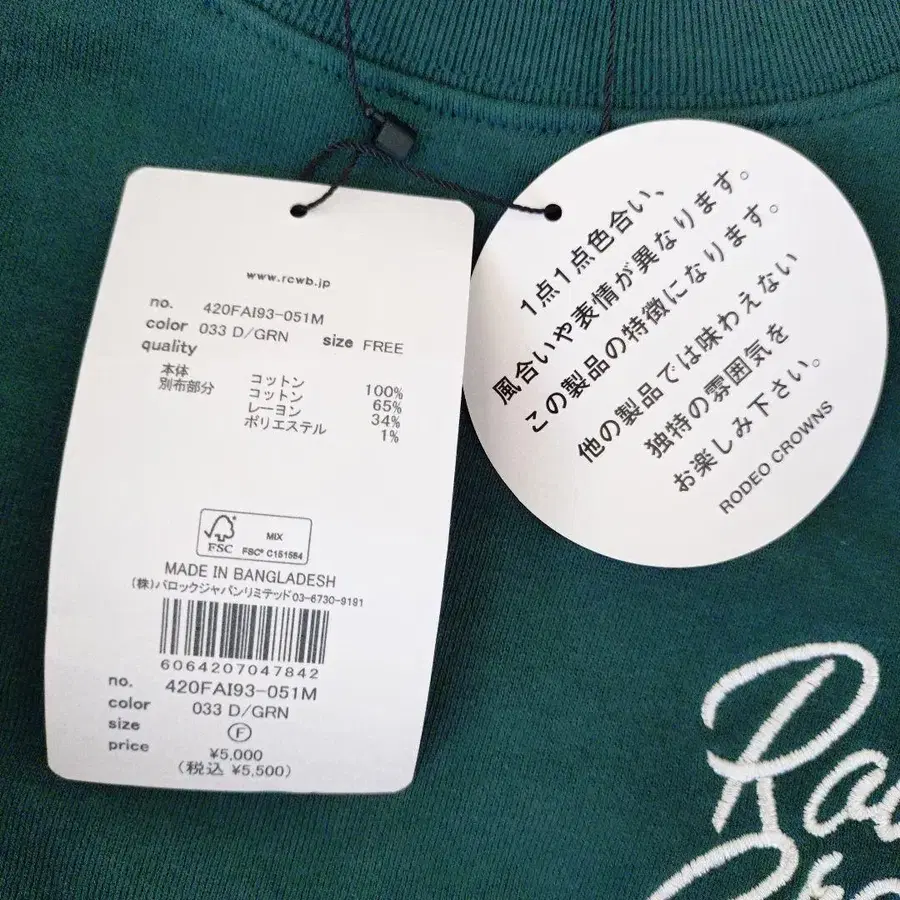 www.rcwb.jp
no. 420FAI93-051M
color 033 D/GRN size FREE
quality
本体 コットン 100%
別布部分 コットン 65%
レーヨン 34%
ポリエステル 1%
FSC
MIX
FSC® C151554
MADE IN BANGLADESH
(株)バロックジャパンリミテッド03-6730-9191
6064207047842
no. 420FAI93-051M
color 033 D/GRN
size F
price ¥5,000
(税込 ¥5,500)
1点1点色合い、
風合いや表情が異なります。
この製品の特徴になります。
他の製品では味わえない
独特の雰囲気を
お楽しみ下さい。
RODEO CROWNS